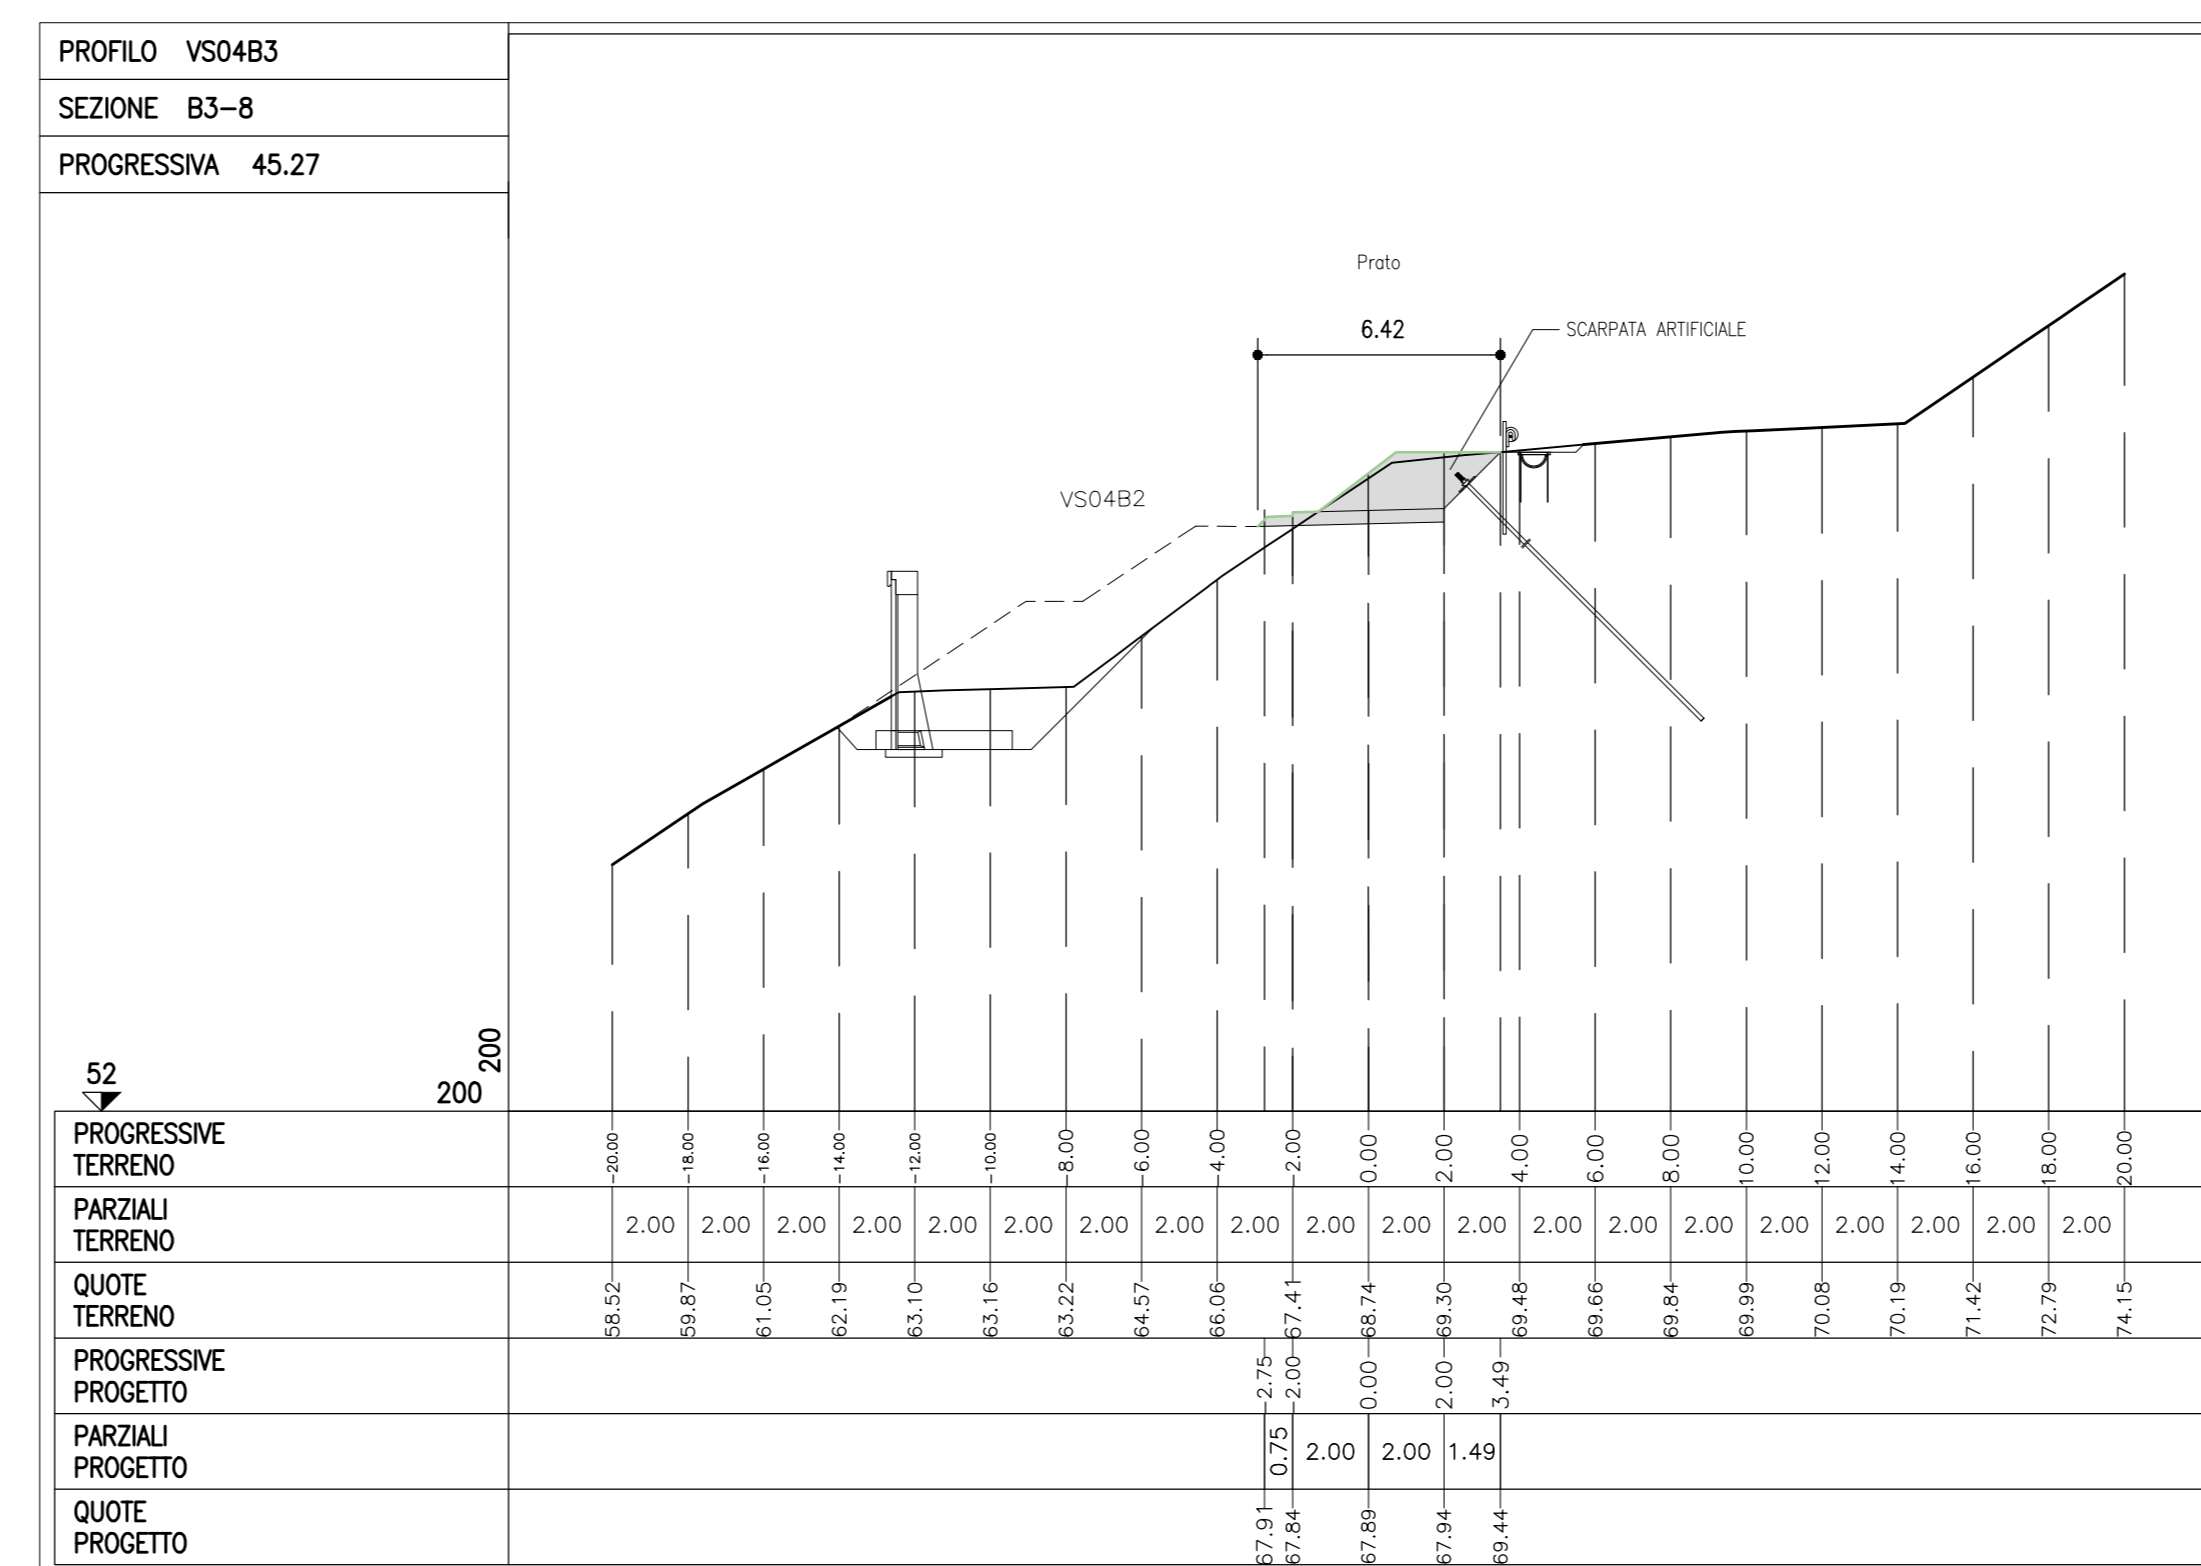 PROFILO VS04B3
SEZIONE B3-8
PROGRESSIVA 45.27
Prato
6.42
SCARPATA ARTIFICIALE
VS04B2
52
200
200
PROGRESSIVE
TERRENO
-20.00 -18.00 -16.00 -14.00 -12.00 -10.00 -8.00 -6.00 -4.00 -2.00 0.00 2.00 4.00 6.00 8.00 10.00 12.00 14.00 16.00 18.00 20.00
PARZIALI
TERRENO
2.00 2.00 2.00 2.00 2.00 2.00 2.00 2.00 2.00 2.00 2.00 2.00 2.00 2.00 2.00 2.00 2.00 2.00 2.00 2.00
QUOTE
TERRENO
58.52 59.87 61.05 62.19 63.10 63.16 63.22 64.57 66.06 67.41 68.74 69.30 69.48 69.66 69.84 69.99 70.08 70.19 71.42 72.79 74.15
PROGRESSIVE
PROGETTO
-2.75 -2.00 0.00 2.00 3.49
PARZIALI
PROGETTO
0.75 2.00 2.00 1.49
QUOTE
PROGETTO
67.91 67.84 67.89 67.94 69.44